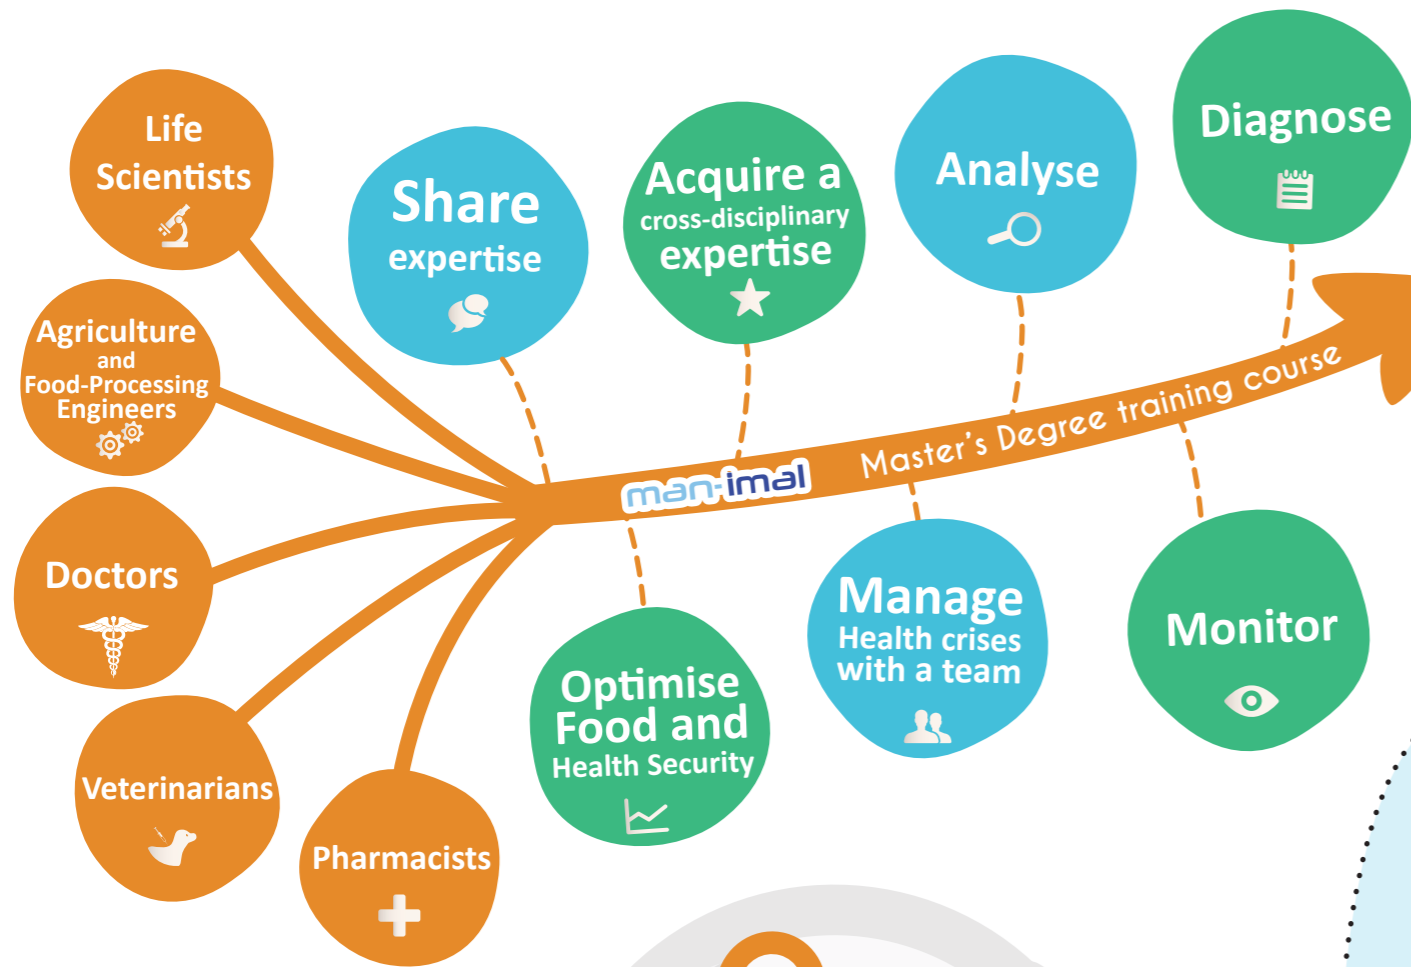 Life
Scientists
Agriculture
and
Food-Processing
Engineers
Doctors
Veterinarians
Pharmacists
Share
expertise
Acquire a
cross-disciplinary
expertise
Analyse
Diagnose
man-imal Master's Degree training course
Optimise
Food and
Health Security
Manage
Health crises
with a team
Monitor